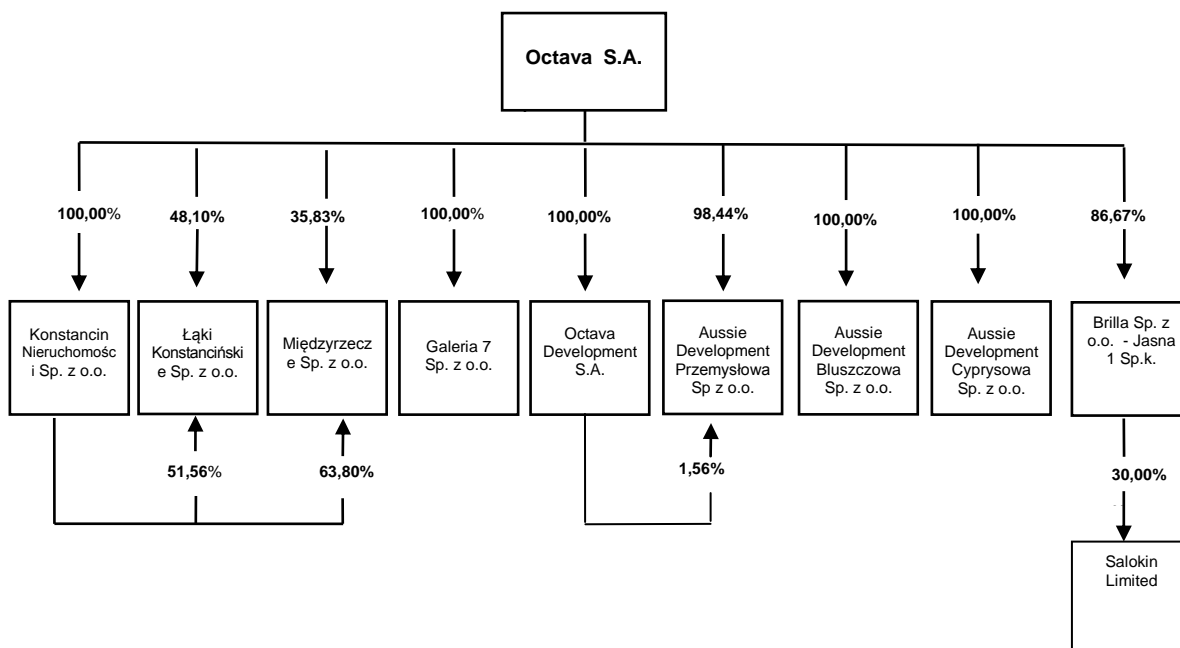 Octava S.A.
100,00%
48,10%
35,83%
100,00%
100,00%
98,44%
100,00%
100,00%
86,67%
Konstancin
Nieruchomośc
i Sp. z o.o.
Łąki
Konstanciński
e Sp. z o.o.
Międzyrzecz
e Sp. z o.o.
Galeria 7
Sp. z o.o.
Octava
Development
S.A.
Aussie
Development
Przemysłowa
Sp z o.o.
Aussie
Development
Bluszczowa
Sp. z o.o.
Aussie
Development
Cyprysowa
Sp. z o.o.
Brilla Sp. z
o.o. - Jasna
1 Sp.k.
51,56%
63,80%
1,56%
30,00%
Salokin
Limited